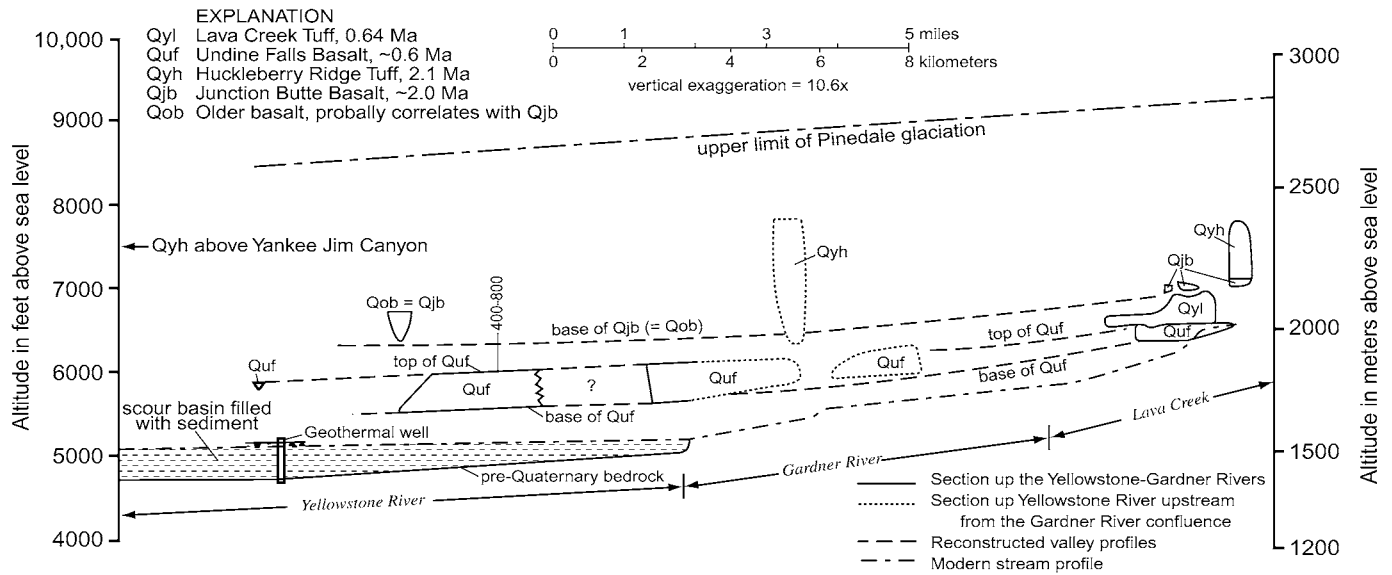 EXPLANATION
Qyl Lava Creek Tuff, 0.64 Ma
Quf Undine Falls Basalt, ~0.6 Ma
Qyh Huckleberry Ridge Tuff, 2.1 Ma
Qjb Junction Butte Basalt, ~2.0 Ma
Qob Older basalt, probally correlates with Qjb
0 1 3 5 miles
0 2 4 6 8 kilometers
vertical exaggeration = 10.6x
Altitude in feet above sea level
10,000
9000
8000
7000
6000
5000
4000
Altitude in meters above sea level
3000
2500
2000
1500
1200
upper limit of Pinedale glaciation
Qyh above Yankee Jim Canyon
Qyh
Qyh
Qjb
Qob = Qjb
400-800
base of Qjb (= Qob)
Qyl
Quf
top of Quf
Quf
top of Quf
Quf
Quf
?
Quf
base of Quf
base of Quf
scour basin filled
with sediment
Geothermal well
pre-Quaternary bedrock
Yellowstone River
Gardner River
Lava Creek
Section up the Yellowstone-Gardner Rivers
Section up Yellowstone River upstream
from the Gardner River confluence
Reconstructed valley profiles
Modern stream profile